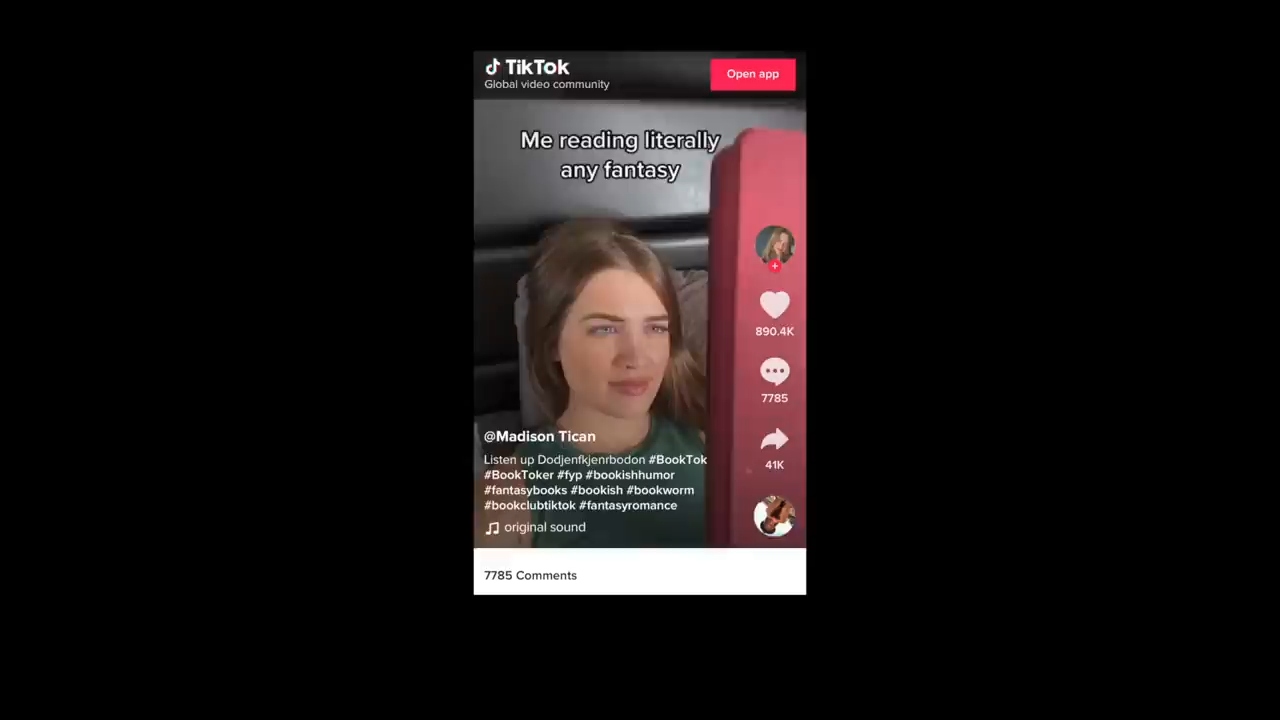 TikTok
Global video community
Open app
Me reading literally
any fantasy
890.4K
7785
41K
@Madison Tican
Listen up Dodjenfkjenrbodon #BookTok
#BookToker #fyp #bookishhumor
#fantasybooks #bookish #bookworm
#bookclubtiktok #fantasyromance
original sound
7785 Comments